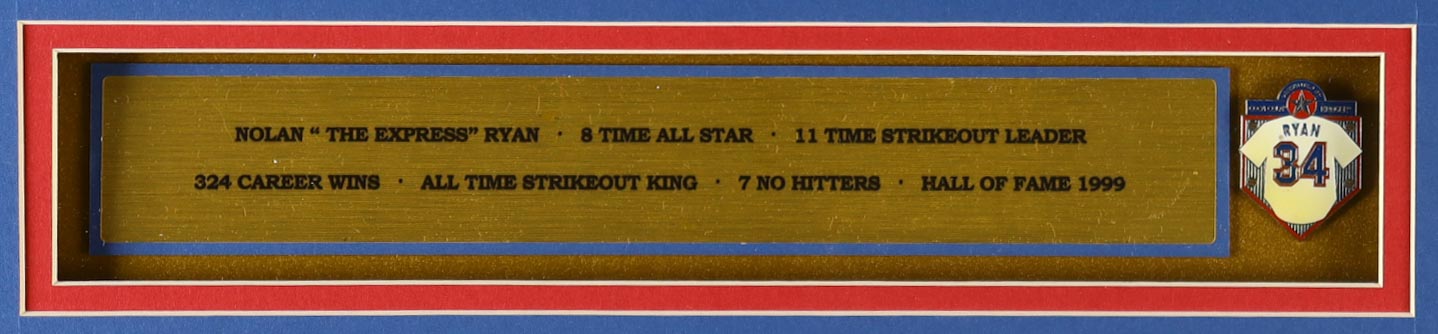 NOLAN “ THE EXPRESS” RYAN · 8 TIME ALL STAR · 11 TIME STRIKEOUT LEADER
324 CAREER WINS · ALL TIME STRIKEOUT KING · 7 NO HITTERS · HALL OF FAME 1999
RYAN
34